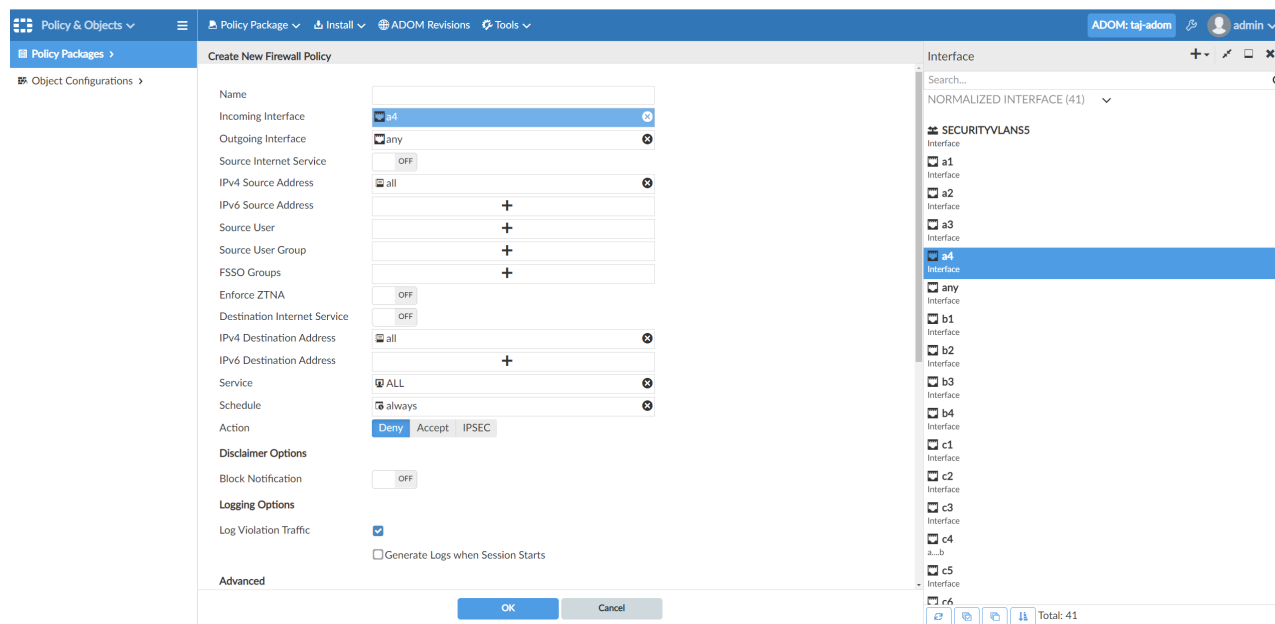 Policy & Objects
Policy Package Install ADOM Revisions Tools
ADOM: taj-adom admin
Policy Packages
Object Configurations
Create New Firewall Policy
Name
Incoming Interface a4
Outgoing Interface any
Source Internet Service OFF
IPv4 Source Address all
IPv6 Source Address
Source User
Source User Group
FSSO Groups
Enforce ZTNA OFF
Destination Internet Service OFF
IPv4 Destination Address all
IPv6 Destination Address
Service ALL
Schedule always
Action Deny Accept IPSEC
Disclaimer Options
Block Notification OFF
Logging Options
Log Violation Traffic
Generate Logs when Session Starts
Advanced
OK Cancel
Interface
Search...
NORMALIZED INTERFACE (41)
SECURITYVLANS5
Interface
a1
Interface
a2
Interface
a3
Interface
a4
Interface
any
Interface
b1
Interface
b2
Interface
b3
Interface
b4
Interface
c1
Interface
c2
Interface
c3
Interface
c4
a....b
c5
Interface
c6
Total: 41